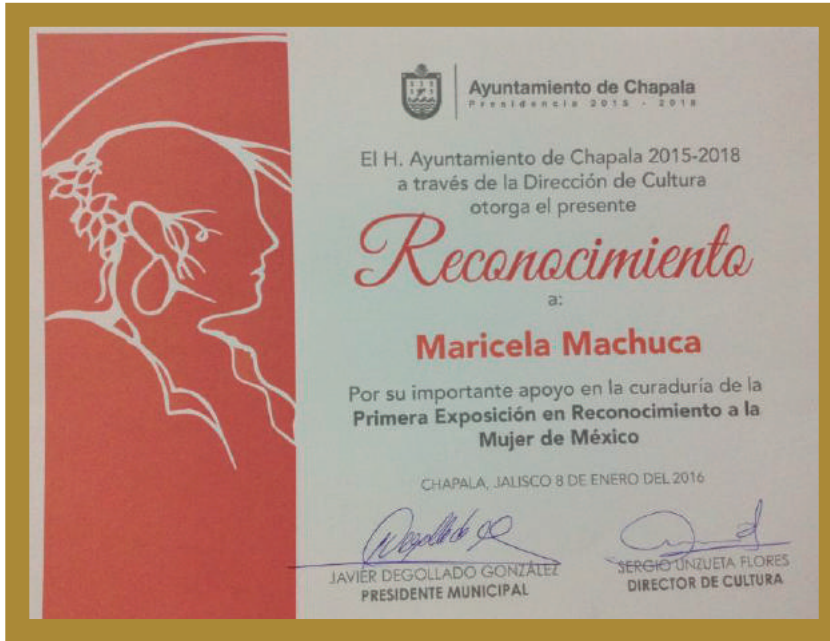 Ayuntamiento de Chapala
Presidencia 2015 - 2018
El H. Ayuntamiento de Chapala 2015-2018
a través de la Dirección de Cultura
otorga el presente
Reconocimiento
a:
Maricela Machuca
Por su importante apoyo en la curaduría de la
Primera Exposición en Reconocimiento a la
Mujer de México
CHAPALA, JALISCO 8 DE ENERO DEL 2016
JAVIER DEGOLLADO GONZÁLEZ
PRESIDENTE MUNICIPAL
SERGIO UNZUETA FLORES
DIRECTOR DE CULTURA